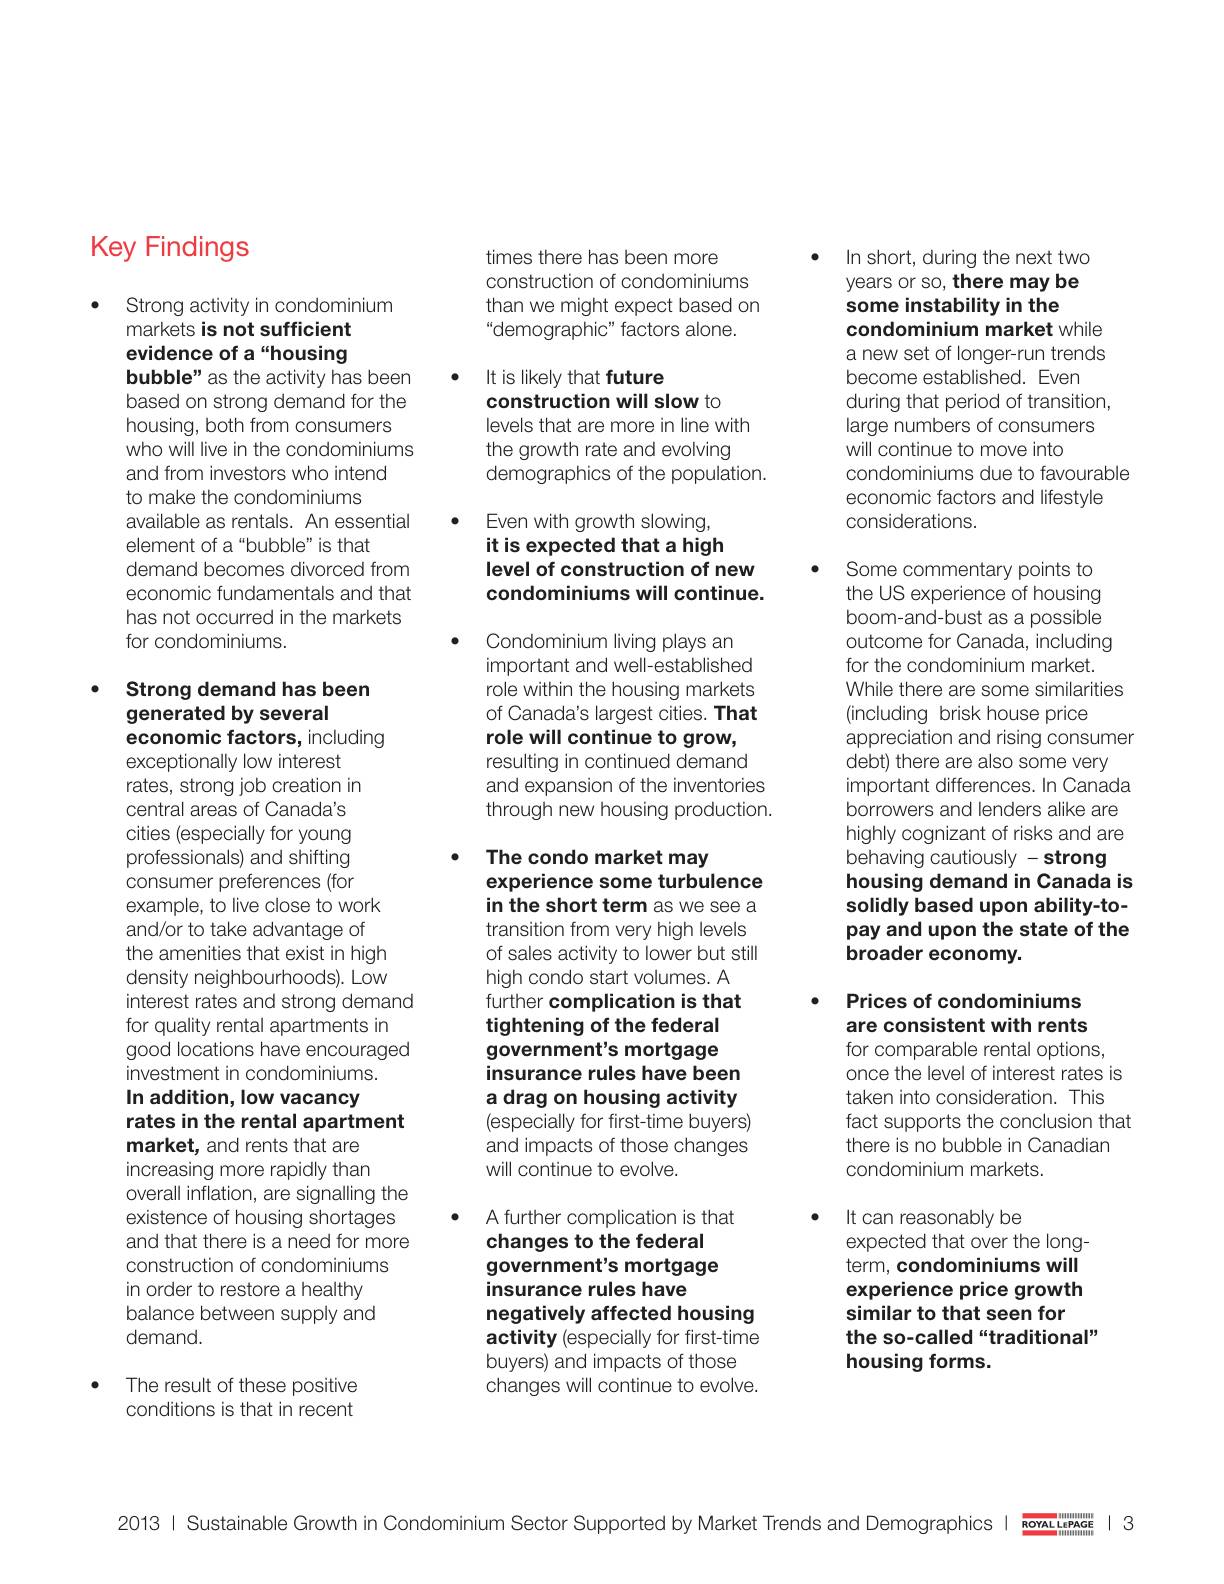 Key Findings
• Strong activity in condominium
markets is not sufficient
evidence of a “housing
bubble” as the activity has been
based on strong demand for the
housing, both from consumers
who will live in the condominiums
and from investors who intend
to make the condominiums
available as rentals.  An essential
element of a “bubble” is that
demand becomes divorced from
economic fundamentals and that
has not occurred in the markets
for condominiums.
• Strong demand has been
generated by several
economic factors, including
exceptionally low interest
rates, strong job creation in
central areas of Canada’s
cities (especially for young
professionals) and shifting
consumer preferences (for
example, to live close to work
and/or to take advantage of
the amenities that exist in high
density neighbourhoods). Low
interest rates and strong demand
for quality rental apartments in
good locations have encouraged
investment in condominiums.
In addition, low vacancy
rates in the rental apartment
market, and rents that are
increasing more rapidly than
overall inflation, are signalling the
existence of housing shortages
and that there is a need for more
construction of condominiums
in order to restore a healthy
balance between supply and
demand.
• The result of these positive
conditions is that in recent
times there has been more
construction of condominiums
than we might expect based on
“demographic” factors alone.
• It is likely that future
construction will slow to
levels that are more in line with
the growth rate and evolving
demographics of the population.
• Even with growth slowing,
it is expected that a high
level of construction of new
condominiums will continue.
• Condominium living plays an
important and well-established
role within the housing markets
of Canada’s largest cities. That
role will continue to grow,
resulting in continued demand
and expansion of the inventories
through new housing production.
• The condo market may
experience some turbulence
in the short term as we see a
transition from very high levels
of sales activity to lower but still
high condo start volumes. A
further complication is that
tightening of the federal
government’s mortgage
insurance rules have been
a drag on housing activity
(especially for first-time buyers)
and impacts of those changes
will continue to evolve.
• A further complication is that
changes to the federal
government’s mortgage
insurance rules have
negatively affected housing
activity (especially for first-time
buyers) and impacts of those
changes will continue to evolve.
• In short, during the next two
years or so, there may be
some instability in the
condominium market while
a new set of longer-run trends
become established.  Even
during that period of transition,
large numbers of consumers
will continue to move into
condominiums due to favourable
economic factors and lifestyle
considerations.
• Some commentary points to
the US experience of housing
boom-and-bust as a possible
outcome for Canada, including
for the condominium market.
While there are some similarities
(including  brisk house price
appreciation and rising consumer
debt) there are also some very
important differences. In Canada
borrowers and lenders alike are
highly cognizant of risks and are
behaving cautiously  – strong
housing demand in Canada is
solidly based upon ability-to-
pay and upon the state of the
broader economy.
• Prices of condominiums
are consistent with rents
for comparable rental options,
once the level of interest rates is
taken into consideration.  This
fact supports the conclusion that
there is no bubble in Canadian
condominium markets.
• It can reasonably be
expected that over the long-
term, condominiums will
experience price growth
similar to that seen for
the so-called “traditional”
housing forms.
2013 | Sustainable Growth in Condominium Sector Supported by Market Trends and Demographics | ROYAL LEPAGE | 3